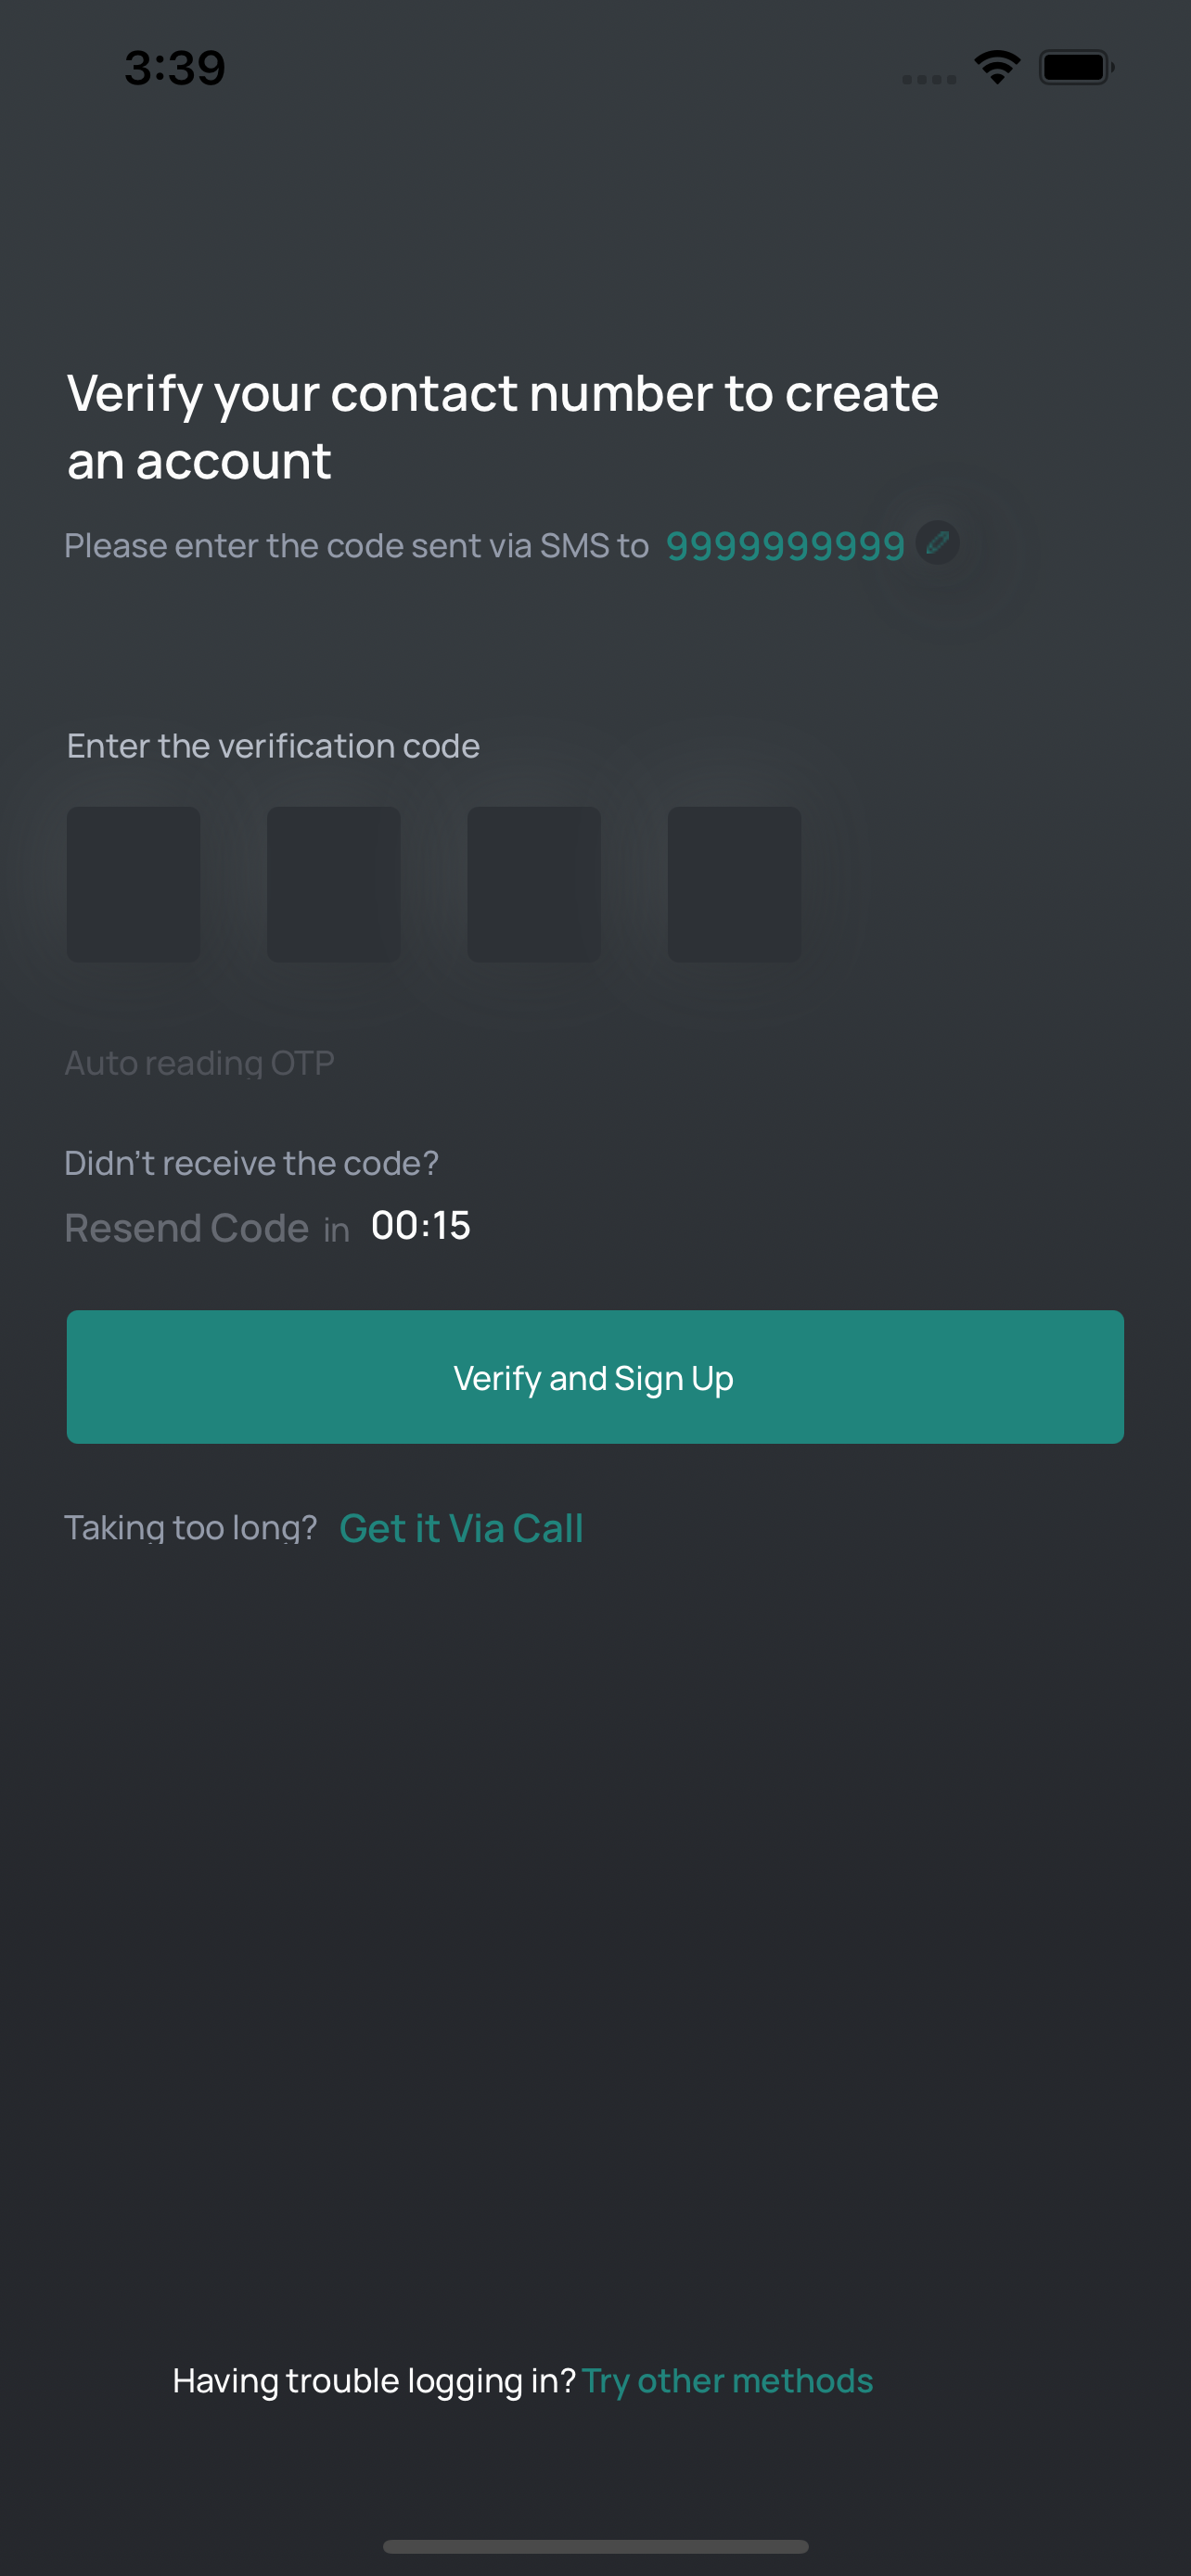 3:39
Verify your contact number to create
an account
Please enter the code sent via SMS to 9999999999
Enter the verification code
Auto reading OTP
Didn't receive the code?
Resend Code in 00:15
Verify and Sign Up
Taking too long? Get it Via Call
Having trouble logging in? Try other methods